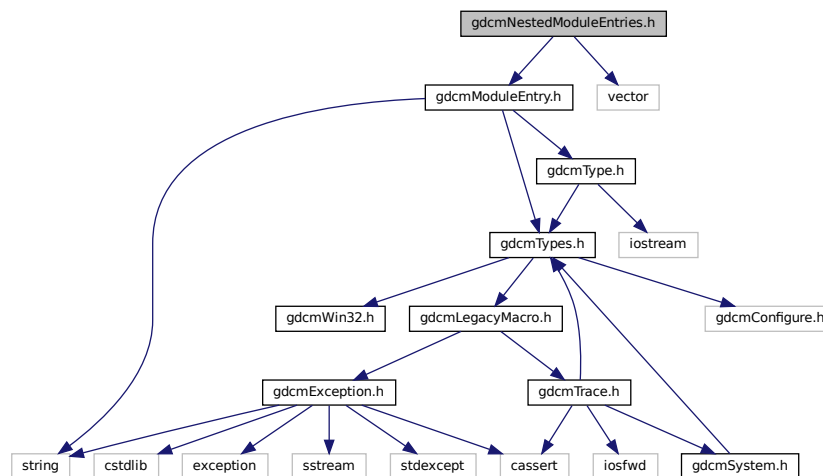 gdcmNestedModuleEntries.h
gdcmModuleEntry.h
vector
gdcmType.h
gdcmTypes.h
iostream
gdcmWin32.h
gdcmLegacyMacro.h
gdcmConfigure.h
gdcmException.h
gdcmTrace.h
string
cstdlib
exception
sstream
stdexcept
cassert
iosfwd
gdcmSystem.h